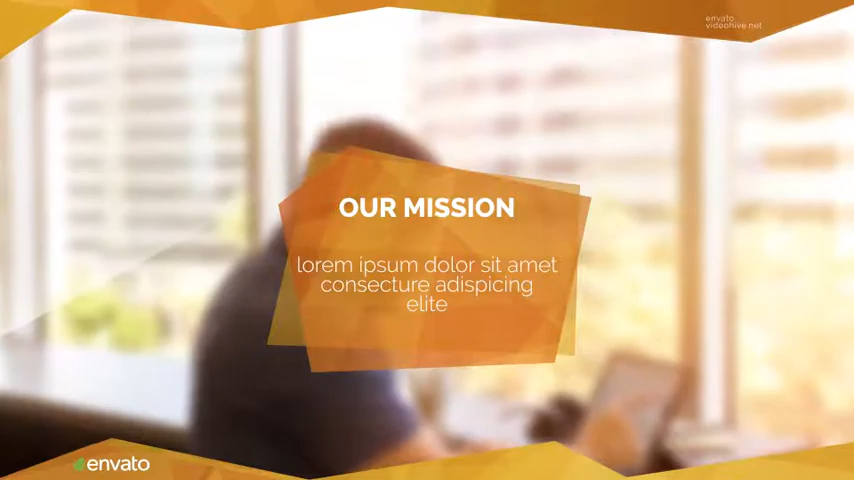 envato
videohive.net
OUR MISSION
lorem ipsum dolor sit amet
consecture adispicing
elite
envato